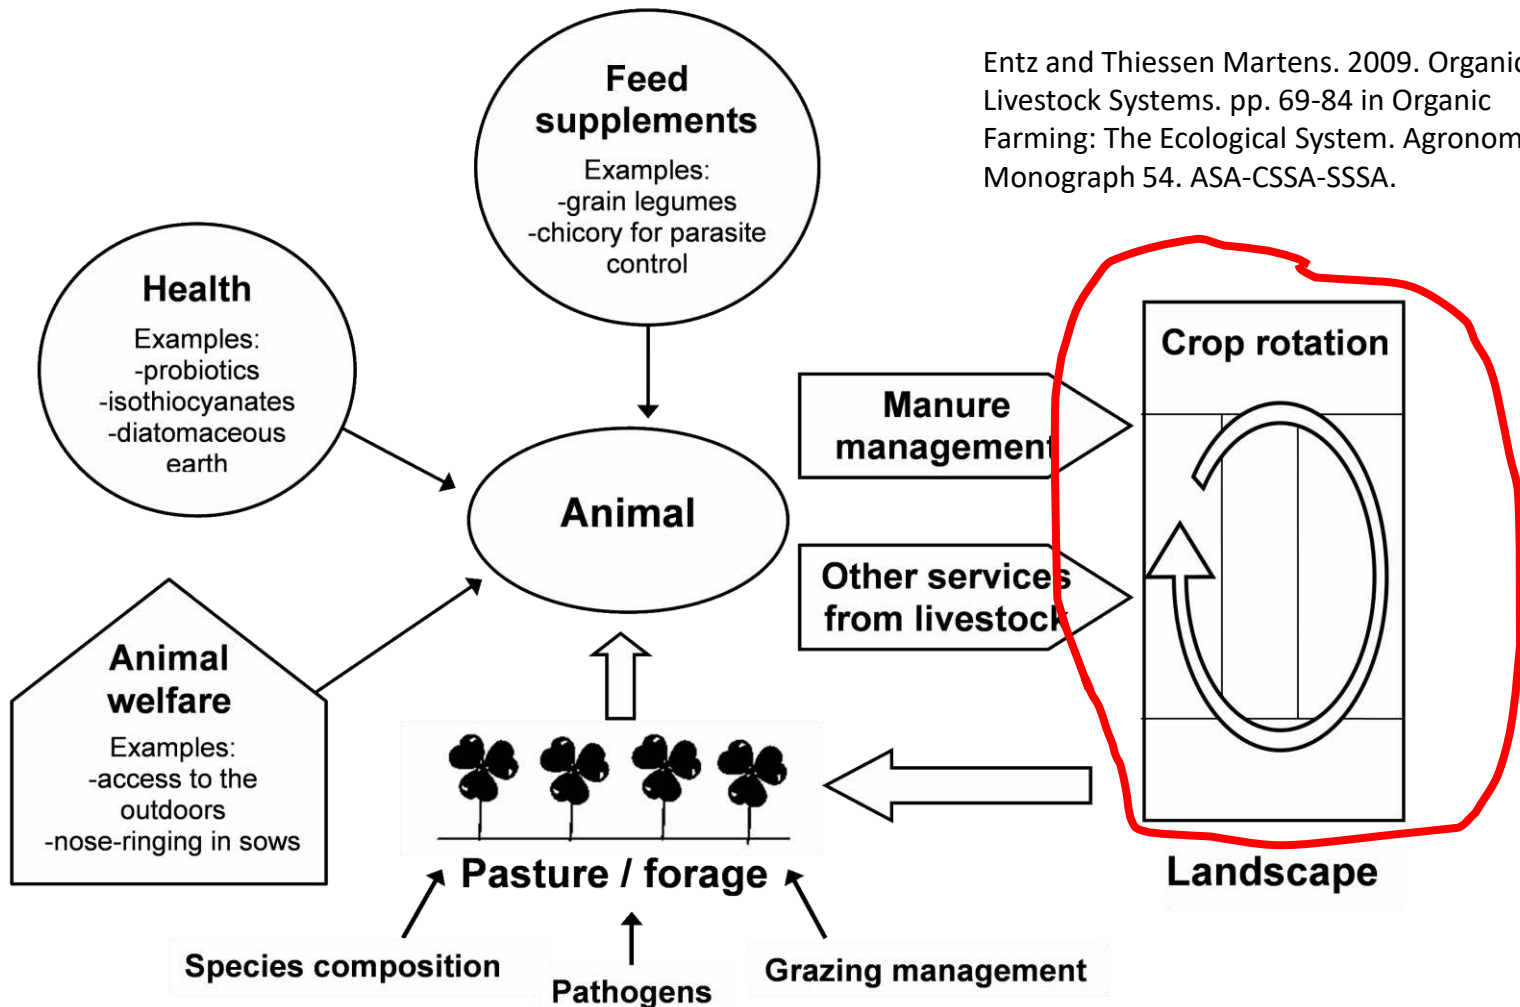 Feed
supplements
Examples:
-grain legumes
-chicory for parasite
control
Entz and Thiessen Martens. 2009. Organic
Livestock Systems. pp. 69-84 in Organic
Farming: The Ecological System. Agronom
Monograph 54. ASA-CSSA-SSSA.
Health
Examples:
-probiotics
-isothiocyanates
-diatomaceous
earth
Crop rotation
Manure
management
Animal
Other services
from livestock
Animal
welfare
Examples:
-access to the
outdoors
-nose-ringing in sows
Pasture / forage
Landscape
Species composition
Pathogens
Grazing management